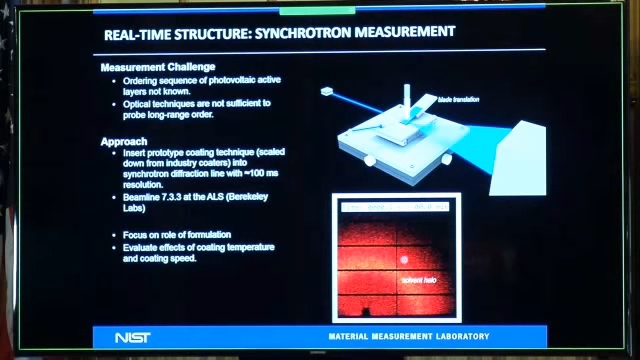 REAL-TIME STRUCTURE: SYNCHROTRON MEASUREMENT
Measurement Challenge
• Ordering sequence of photovoltaic active
layers not known.
• Optical techniques are not sufficient to
probe long-range order.
Approach
• Insert prototype coating technique (scaled
down from industry coaters) into
synchrotron diffraction line with ~100 ms
resolution.
• Beamline 7.3.3 at the ALS (Berekeley
Labs)
• Focus on role of formulation
• Evaluate effects of coating temperature
and coating speed.
blade translation
solvent halo
NIST
MATERIAL MEASUREMENT LABORATORY